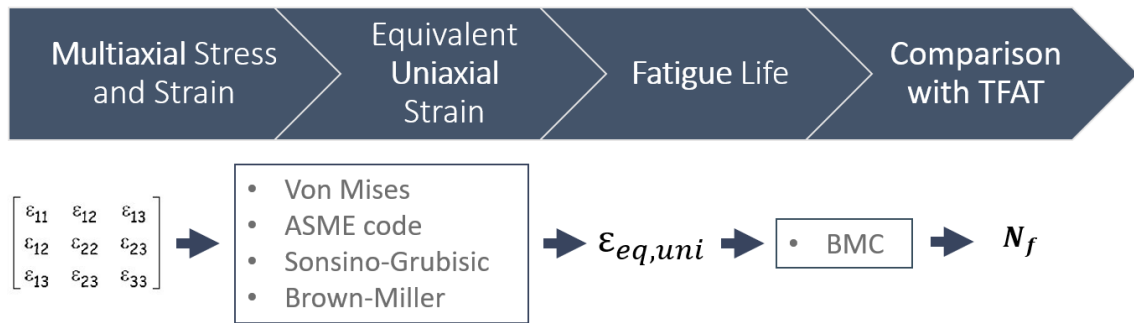 Multiaxial Stress
and Strain
Equivalent
Uniaxial
Strain
Fatigue Life
Comparison
with TFAT
ε11 ε12 ε13
ε12 ε22 ε23
ε13 ε23 ε33
• Von Mises
• ASME code
• Sonsino-Grubisic
• Brown-Miller
εeq,uni
• BMC
Nf